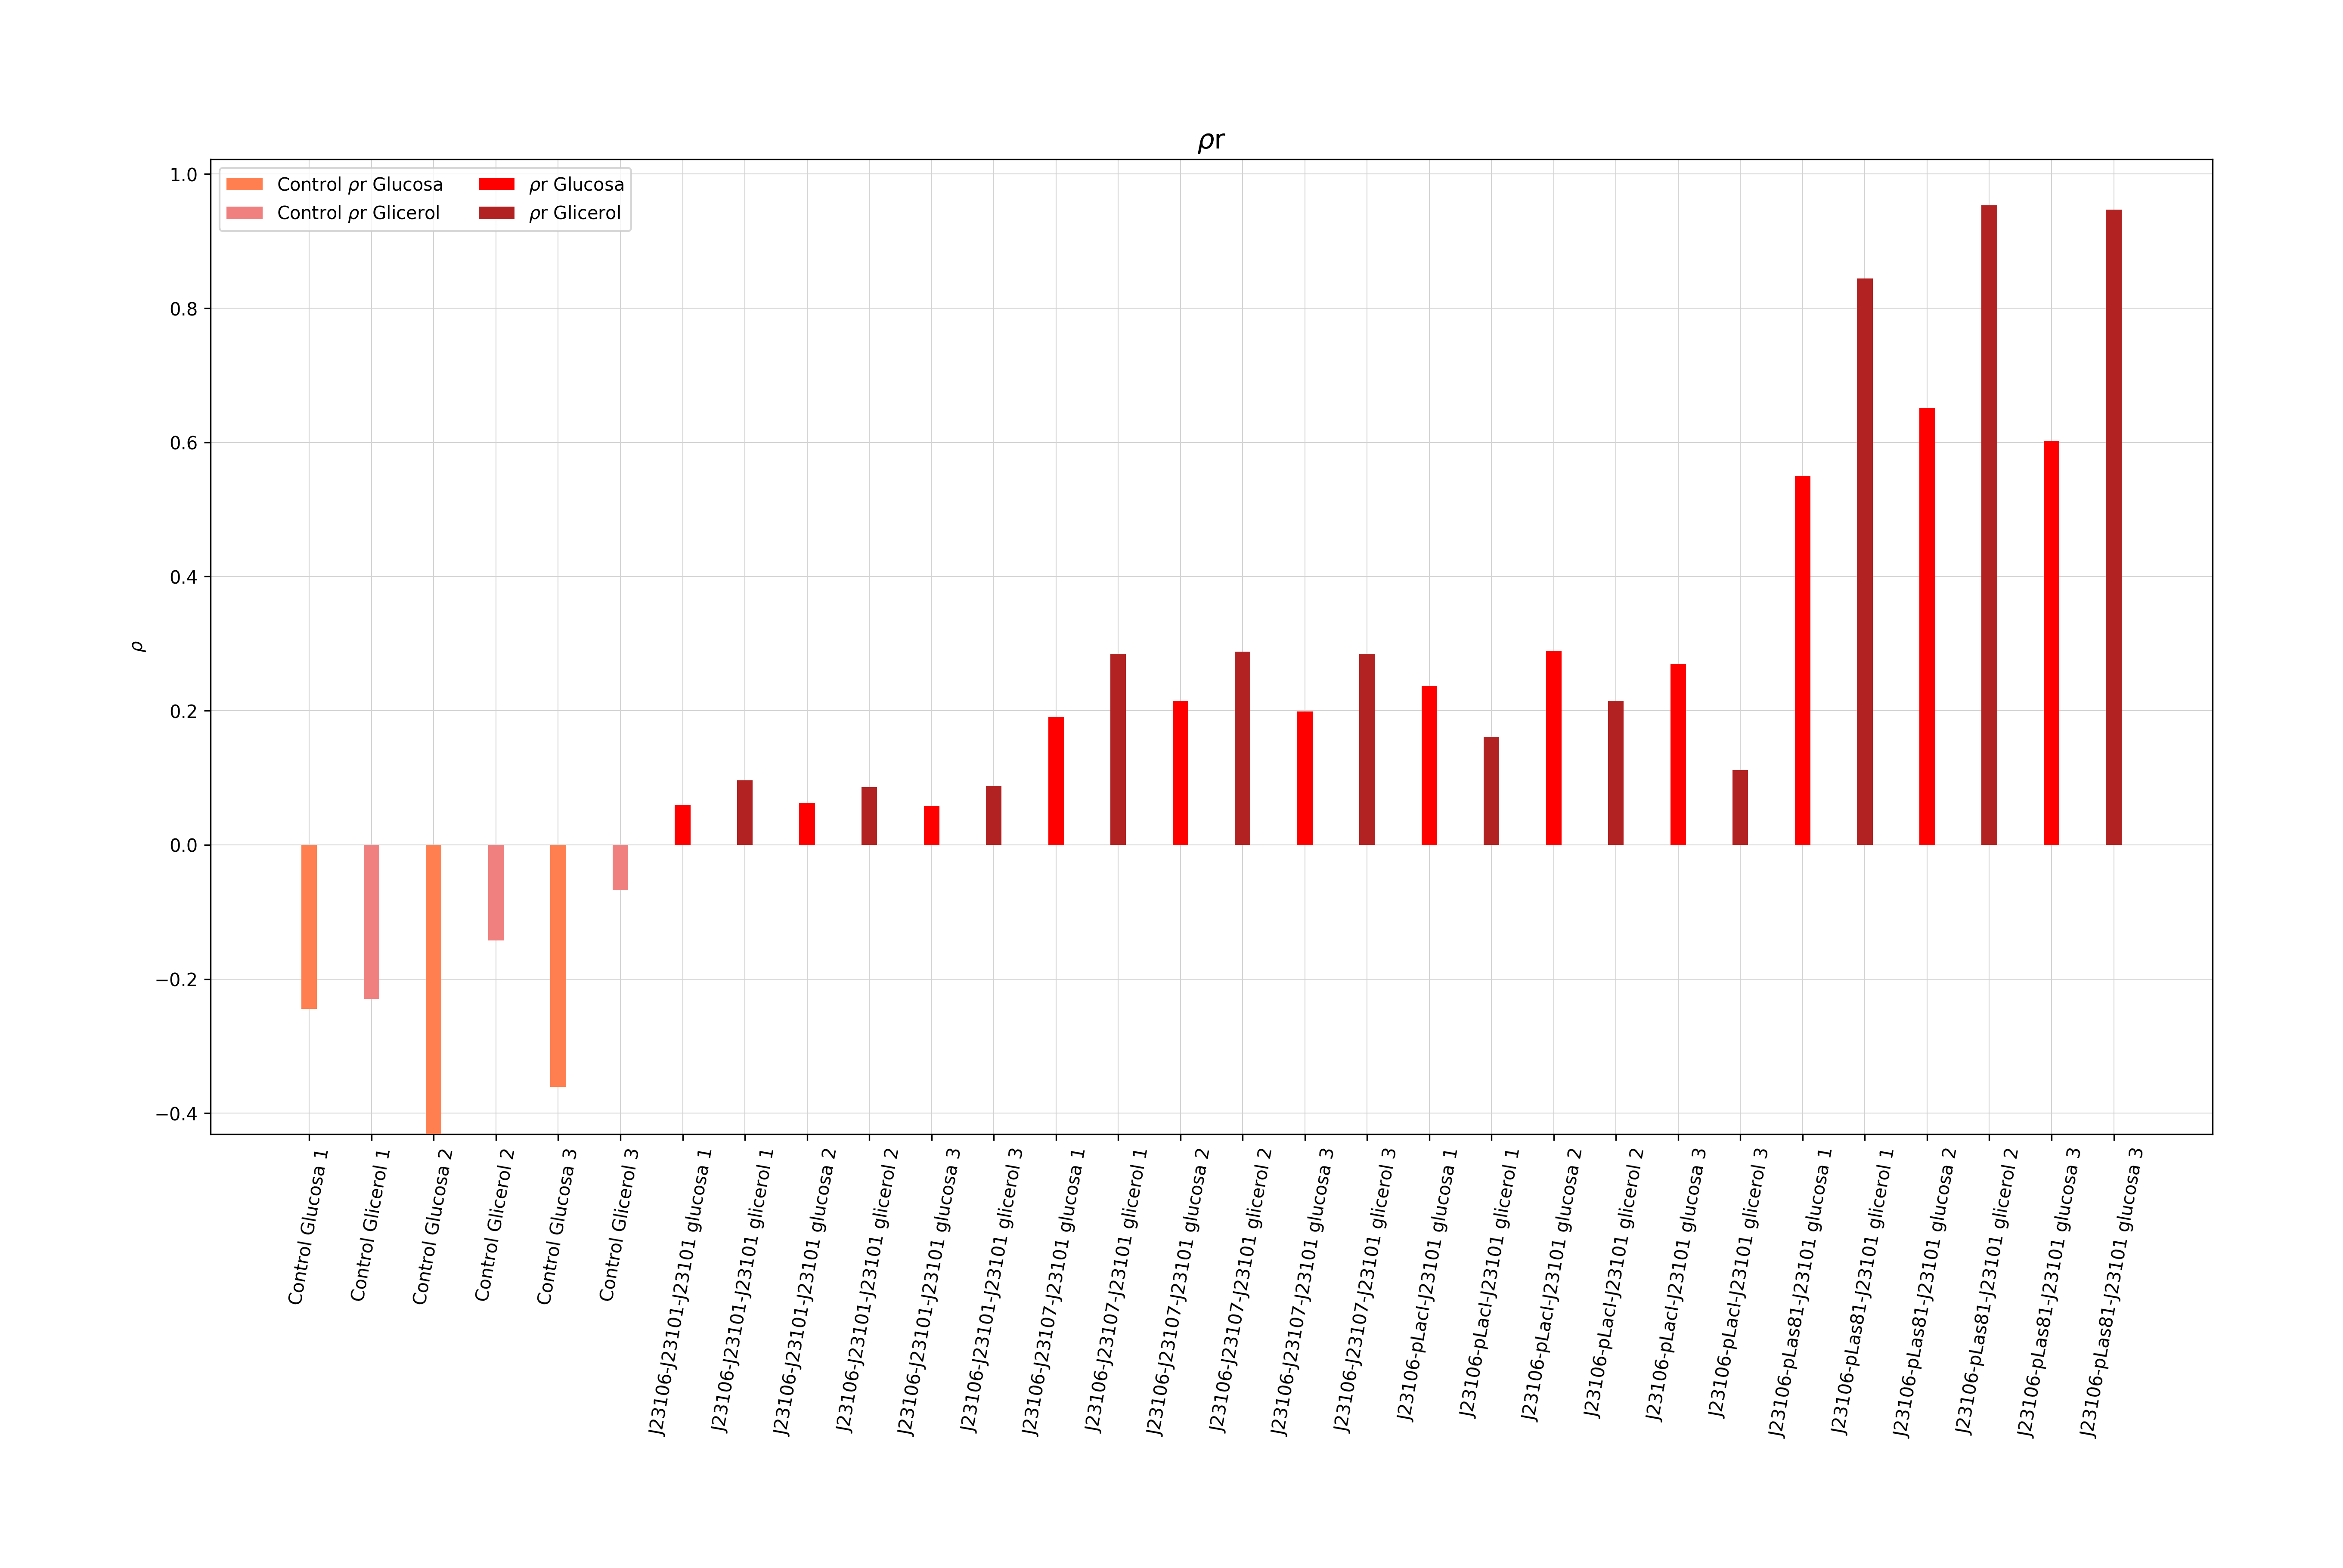 ρr
Control ρr Glucosa
Control ρr Glicerol
ρr Glucosa
ρr Glicerol
1.0
0.8
0.6
0.4
0.2
0.0
−0.2
−0.4
ρ
Control Glucosa 1
Control Glicerol 1
Control Glucosa 2
Control Glicerol 2
Control Glucosa 3
Control Glicerol 3
J23106-J23101-J23101 glucosa 1
J23106-J23101-J23101 glicerol 1
J23106-J23101-J23101 glucosa 2
J23106-J23101-J23101 glicerol 2
J23106-J23101-J23101 glucosa 3
J23106-J23101-J23101 glicerol 3
J23106-J23107-J23101 glucosa 1
J23106-J23107-J23101 glicerol 1
J23106-J23107-J23101 glucosa 2
J23106-J23107-J23101 glicerol 2
J23106-J23107-J23101 glucosa 3
J23106-J23107-J23101 glicerol 3
J23106-pLacI-J23101 glucosa 1
J23106-pLacI-J23101 glicerol 1
J23106-pLacI-J23101 glucosa 2
J23106-pLacI-J23101 glicerol 2
J23106-pLacI-J23101 glucosa 3
J23106-pLacI-J23101 glicerol 3
J23106-pLas81-J23101 glucosa 1
J23106-pLas81-J23101 glicerol 1
J23106-pLas81-J23101 glucosa 2
J23106-pLas81-J23101 glicerol 2
J23106-pLas81-J23101 glucosa 3
J23106-pLas81-J23101 glucosa 3